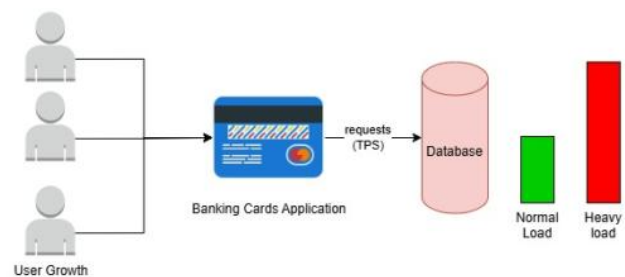 requests
(TPS)
Database
Banking Cards Application
Normal
Load
Heavy
load
User Growth